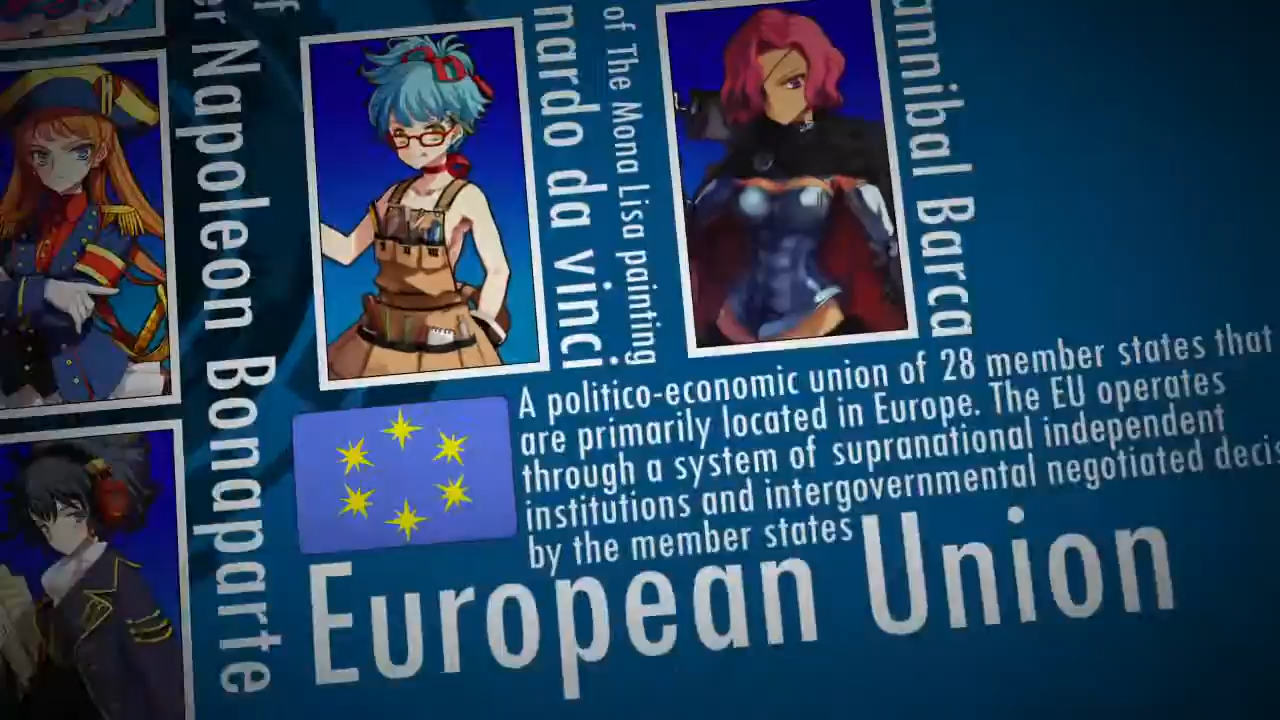 Napoleon Bonaparte
nardo da vinci
of The Mona Lisa painting
annibal Barca
A politico-economic union of 28 member states that
are primarily located in Europe. The EU operates
through a system of supranational independent
institutions and intergovernmental negotiated decis
by the member states
European Union